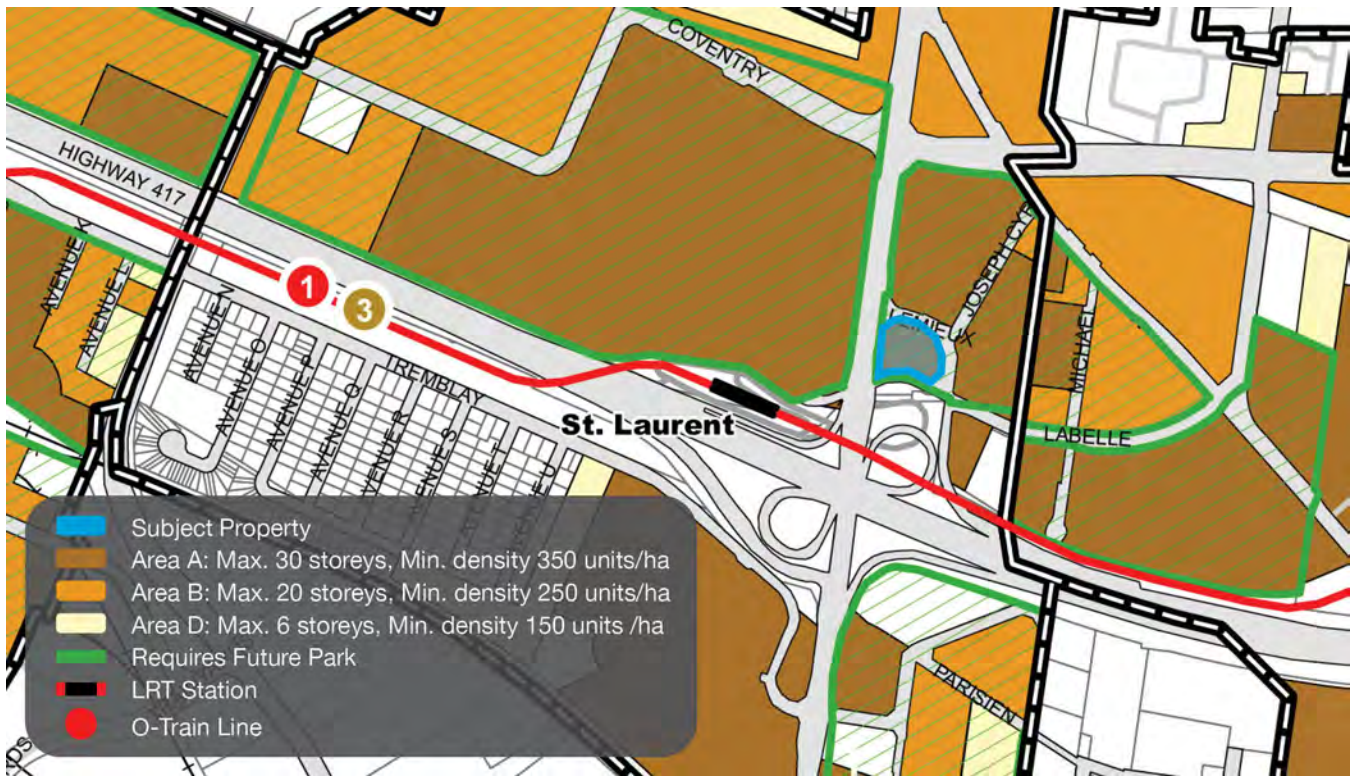 COVENTRY
HIGHWAY 417
AVENUE K
AVENUE L
JOSEPH CYR
LEMIEUX
MICHAEL
1
3
AVENUE N
AVENUE O
AVENUE P
AVENUE Q
AVENUE R
AVENUE S
AVENUE T
AVENUE U
TREMBLAY
St. Laurent
LABELLE
PARISIEN
Subject Property
Area A: Max. 30 storeys, Min. density 350 units/ha
Area B: Max. 20 storeys, Min. density 250 units/ha
Area D: Max. 6 storeys, Min. density 150 units /ha
Requires Future Park
LRT Station
O-Train Line